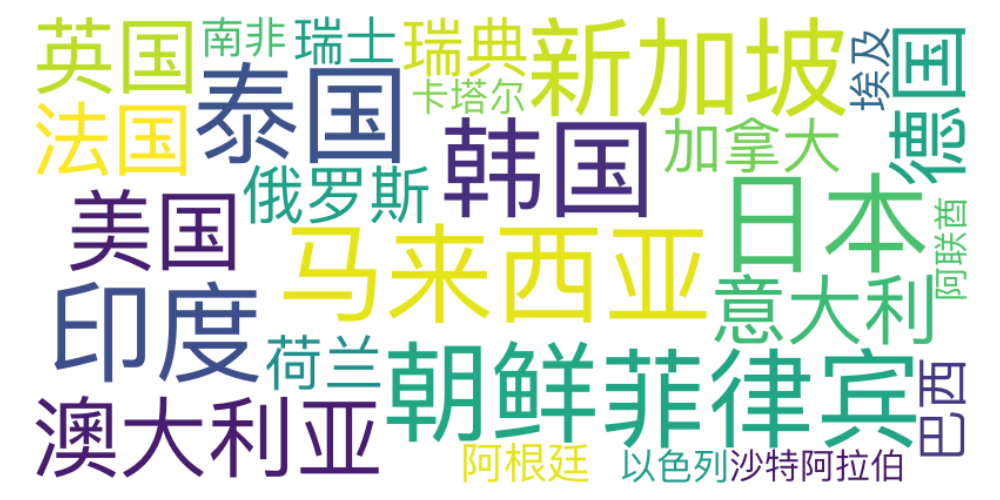 英国
南非
瑞士
瑞典
新加坡
埃及
德国
法国
泰国
卡塔尔
韩国
加拿大
俄罗斯
美国
日本
阿联酋
马来西亚
意大利
印度
荷兰
朝鲜
菲律宾
巴西
澳大利亚
阿根廷
以色列
沙特阿拉伯